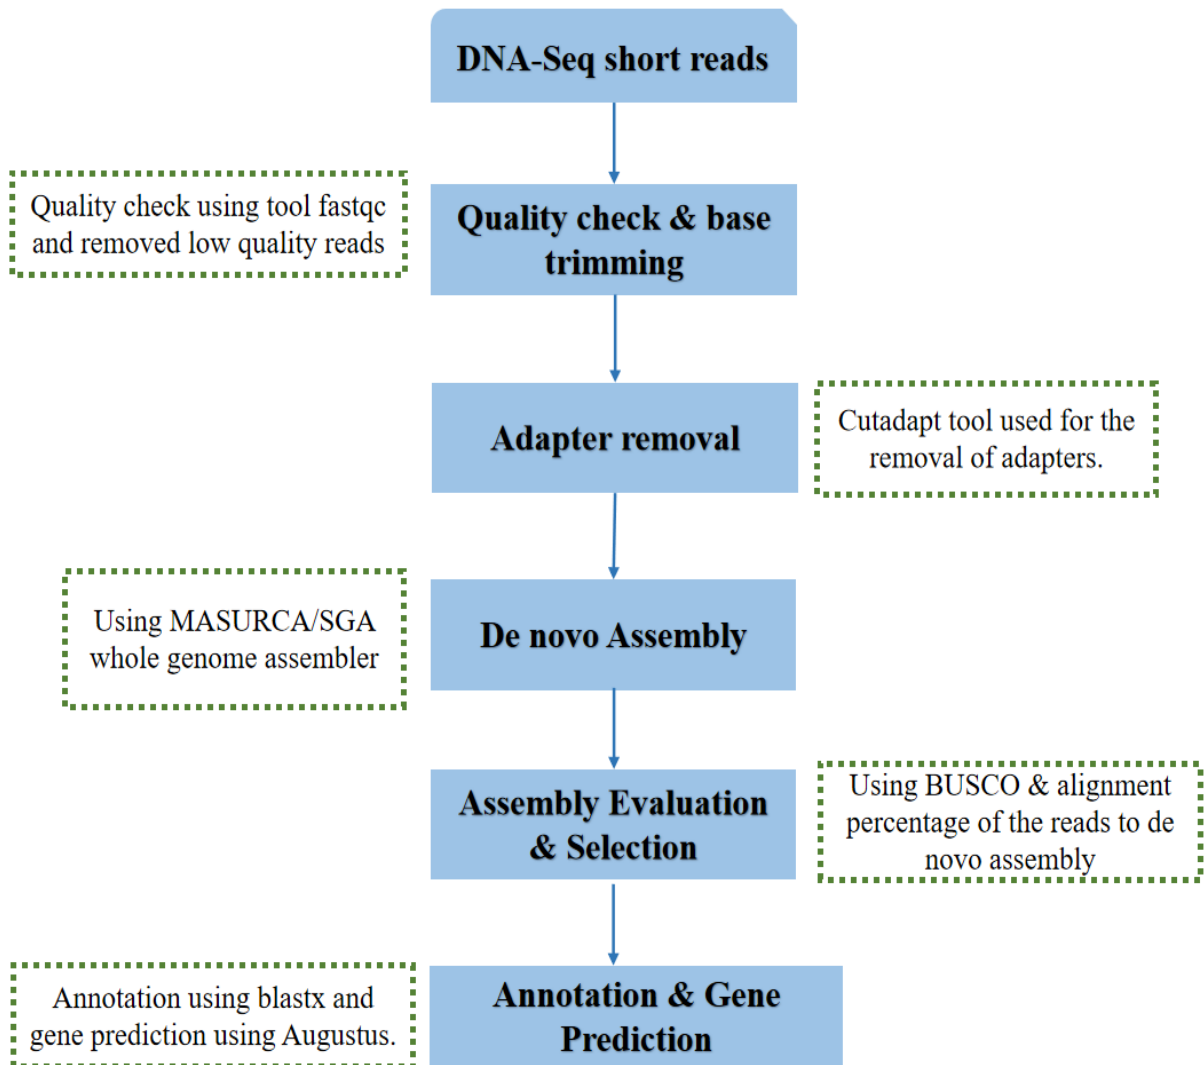 DNA-Seq short reads
Quality check using tool fastqc
and removed low quality reads
Quality check & base
trimming
Adapter removal
Cutadapt tool used for the
removal of adapters.
Using MASURCA/SGA
whole genome assembler
De novo Assembly
Assembly Evaluation
& Selection
Using BUSCO & alignment
percentage of the reads to de
novo assembly
Annotation using blastx and
gene prediction using Augustus.
Annotation & Gene
Prediction